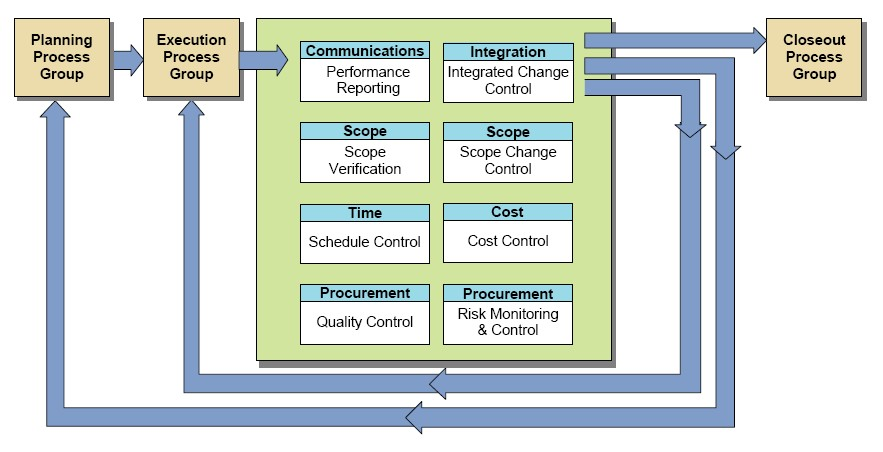 Planning
Process
Group
Execution
Process
Group
Communications
Performance
Reporting
Integration
Integrated Change
Control
Closeout
Process
Group
Scope
Scope
Verification
Scope
Scope Change
Control
Time
Schedule Control
Cost
Cost Control
Procurement
Quality Control
Procurement
Risk Monitoring
& Control